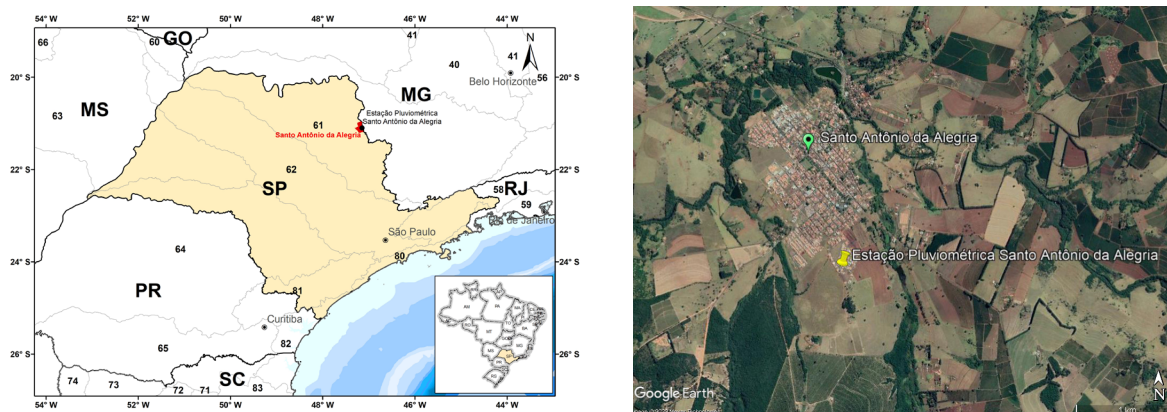 54° W
52° W
50° W
48° W
46° W
44° W
GO
N
66
60
41
41
40
56
20° S
20° S
Belo Horizonte
MS
MG
63
Estação Pluviométrica
Santo Antônio da Alegria
61
Santo Antônio da Alegria
22° S
22° S
62
SP
58
RJ
59
Rio de Janeiro
São Paulo
64
80
24° S
24° S
PR
81
Curitiba
82
65
26° S
26° S
SC
74
73
72
71
83
54° W
52° W
50° W
48° W
46° W
44° W
Santo Antônio da Alegria
Estação Pluviométrica Santo Antônio da Alegria
Google Earth
1 km
N